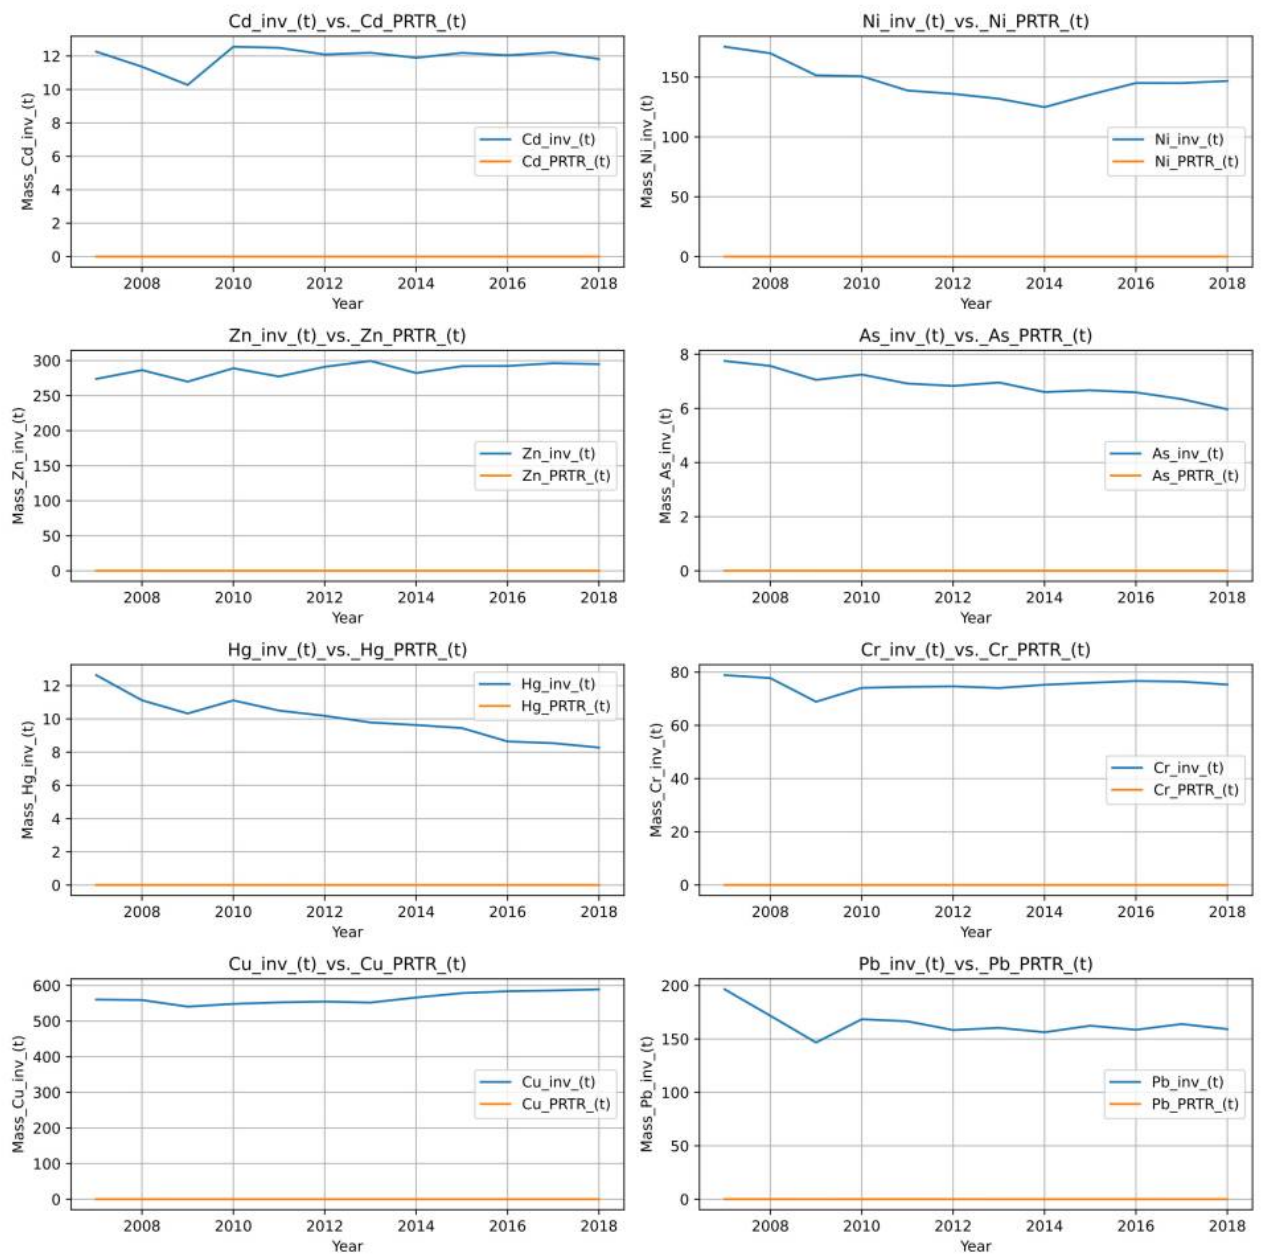 Cd_inv_(t)_vs._Cd_PRTR_(t)
Mass_Cd_inv_(t)
12
10
8
6
4
2
0
Cd_inv_(t)
Cd_PRTR_(t)
2008 2010 2012 2014 2016 2018
Year
Ni_inv_(t)_vs._Ni_PRTR_(t)
Mass_Ni_inv_(t)
150
100
50
0
Ni_inv_(t)
Ni_PRTR_(t)
2008 2010 2012 2014 2016 2018
Year
Zn_inv_(t)_vs._Zn_PRTR_(t)
Mass_Zn_inv_(t)
300
250
200
150
100
50
0
Zn_inv_(t)
Zn_PRTR_(t)
2008 2010 2012 2014 2016 2018
Year
As_inv_(t)_vs._As_PRTR_(t)
Mass_As_inv_(t)
8
6
4
2
0
As_inv_(t)
As_PRTR_(t)
2008 2010 2012 2014 2016 2018
Year
Hg_inv_(t)_vs._Hg_PRTR_(t)
Mass_Hg_inv_(t)
12
10
8
6
4
2
0
Hg_inv_(t)
Hg_PRTR_(t)
2008 2010 2012 2014 2016 2018
Year
Cr_inv_(t)_vs._Cr_PRTR_(t)
Mass_Cr_inv_(t)
80
60
40
20
0
Cr_inv_(t)
Cr_PRTR_(t)
2008 2010 2012 2014 2016 2018
Year
Cu_inv_(t)_vs._Cu_PRTR_(t)
Mass_Cu_inv_(t)
600
500
400
300
200
100
0
Cu_inv_(t)
Cu_PRTR_(t)
2008 2010 2012 2014 2016 2018
Year
Pb_inv_(t)_vs._Pb_PRTR_(t)
Mass_Pb_inv_(t)
200
150
100
50
0
Pb_inv_(t)
Pb_PRTR_(t)
2008 2010 2012 2014 2016 2018
Year